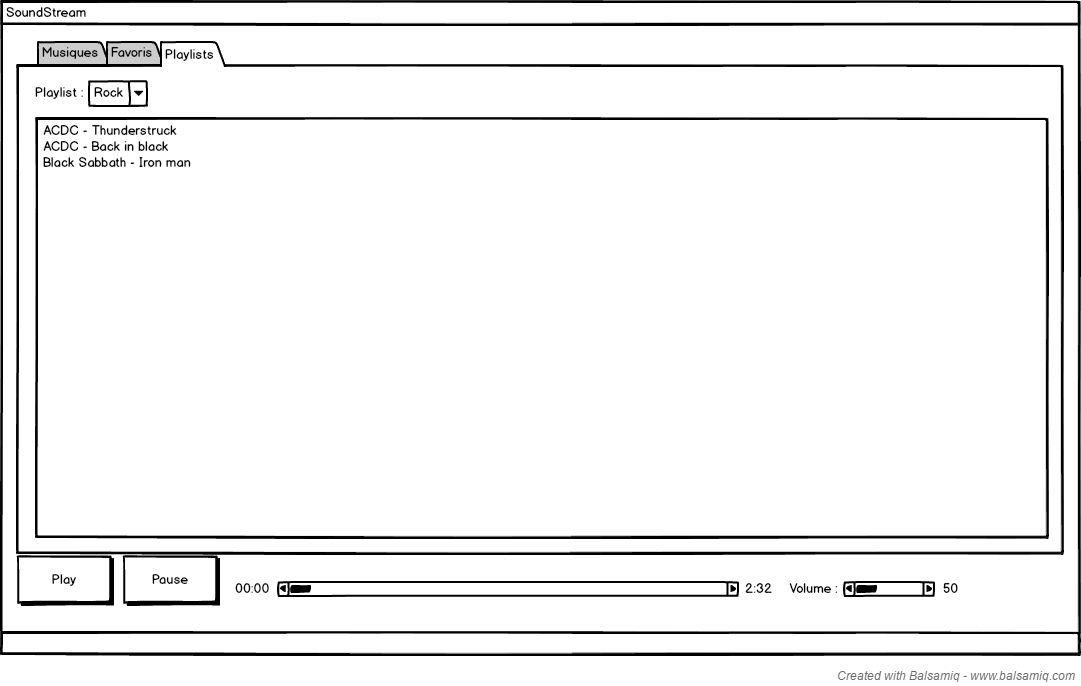 SoundStream
Musiques Favoris Playlists
Playlist : Rock
ACDC - Thunderstruck
ACDC - Back in black
Black Sabbath - Iron man
Play Pause 00:00 2:32 Volume : 50
Created with Balsamiq - www.balsamiq.com